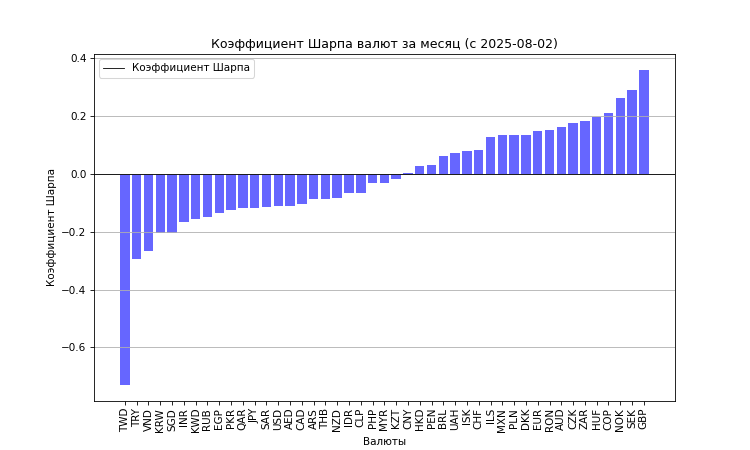 Коэффициент Шарпа валют за месяц (с 2025-08-02)
Коэффициент Шарпа
0.4
0.2
0.0
−0.2
−0.4
−0.6
Коэффициент Шарпа
TWD
TRY
VND
KRW
SGD
INR
KWD
RUB
EGP
PKR
QAR
JPY
SAR
USD
AED
CAD
ARS
THB
NZD
IDR
CLP
PHP
MYR
KZT
CNY
HKD
PEN
BRL
UAH
ISK
CHF
ILS
MXN
PLN
DKK
EUR
RON
AUD
CZK
ZAR
HUF
COP
NOK
SEK
GBP
Валюты